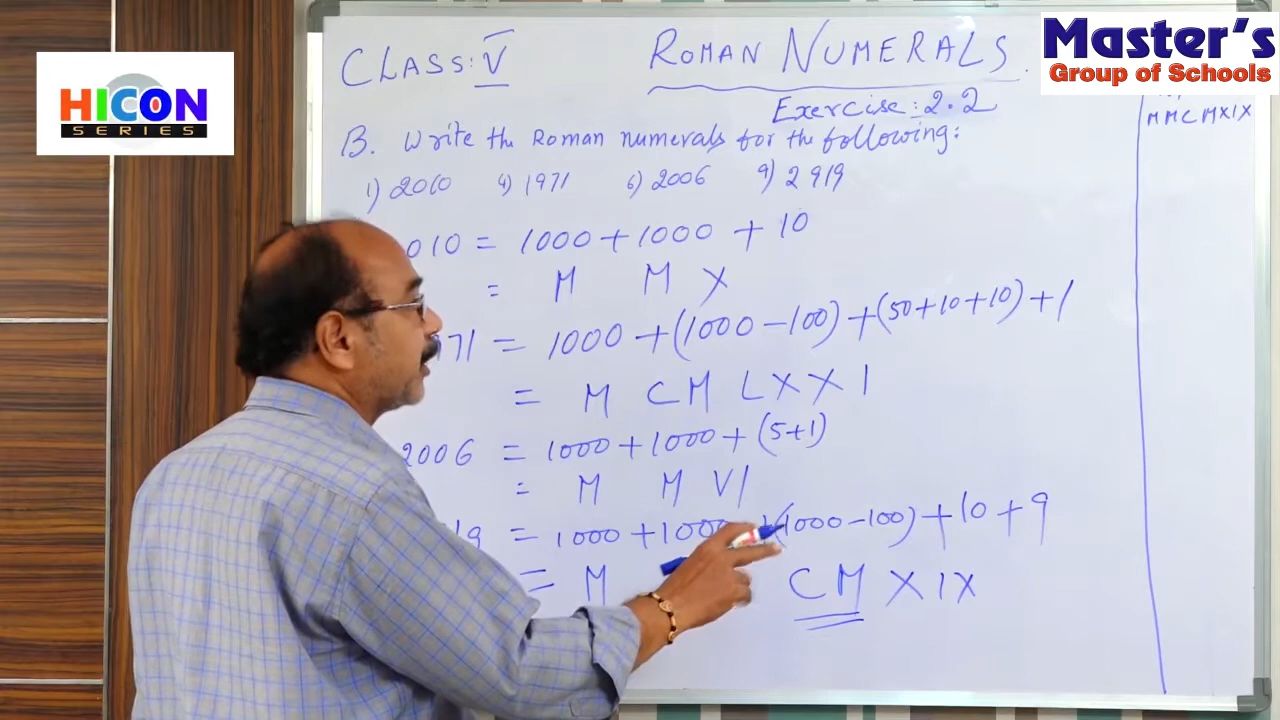 HICON
SERIES
Master's
Group of Schools
CLASS: V
ROMAN NUMERALS
Exercise: 2.2
B. Write the Roman numerals for the following:
1) 2010 4) 1971 6) 2006 9) 2919
010 = 1000 + 1000 + 10
= M M X
71 = 1000 + (1000 - 100) + (50+10+10) + 1
= M CM LXX I
2006 = 1000 + 1000 + (5+1)
= M M VI
9 = 1000 + 1000 + (1000 - 100) + 10 + 9
= M CM X IX
MMCMXIX